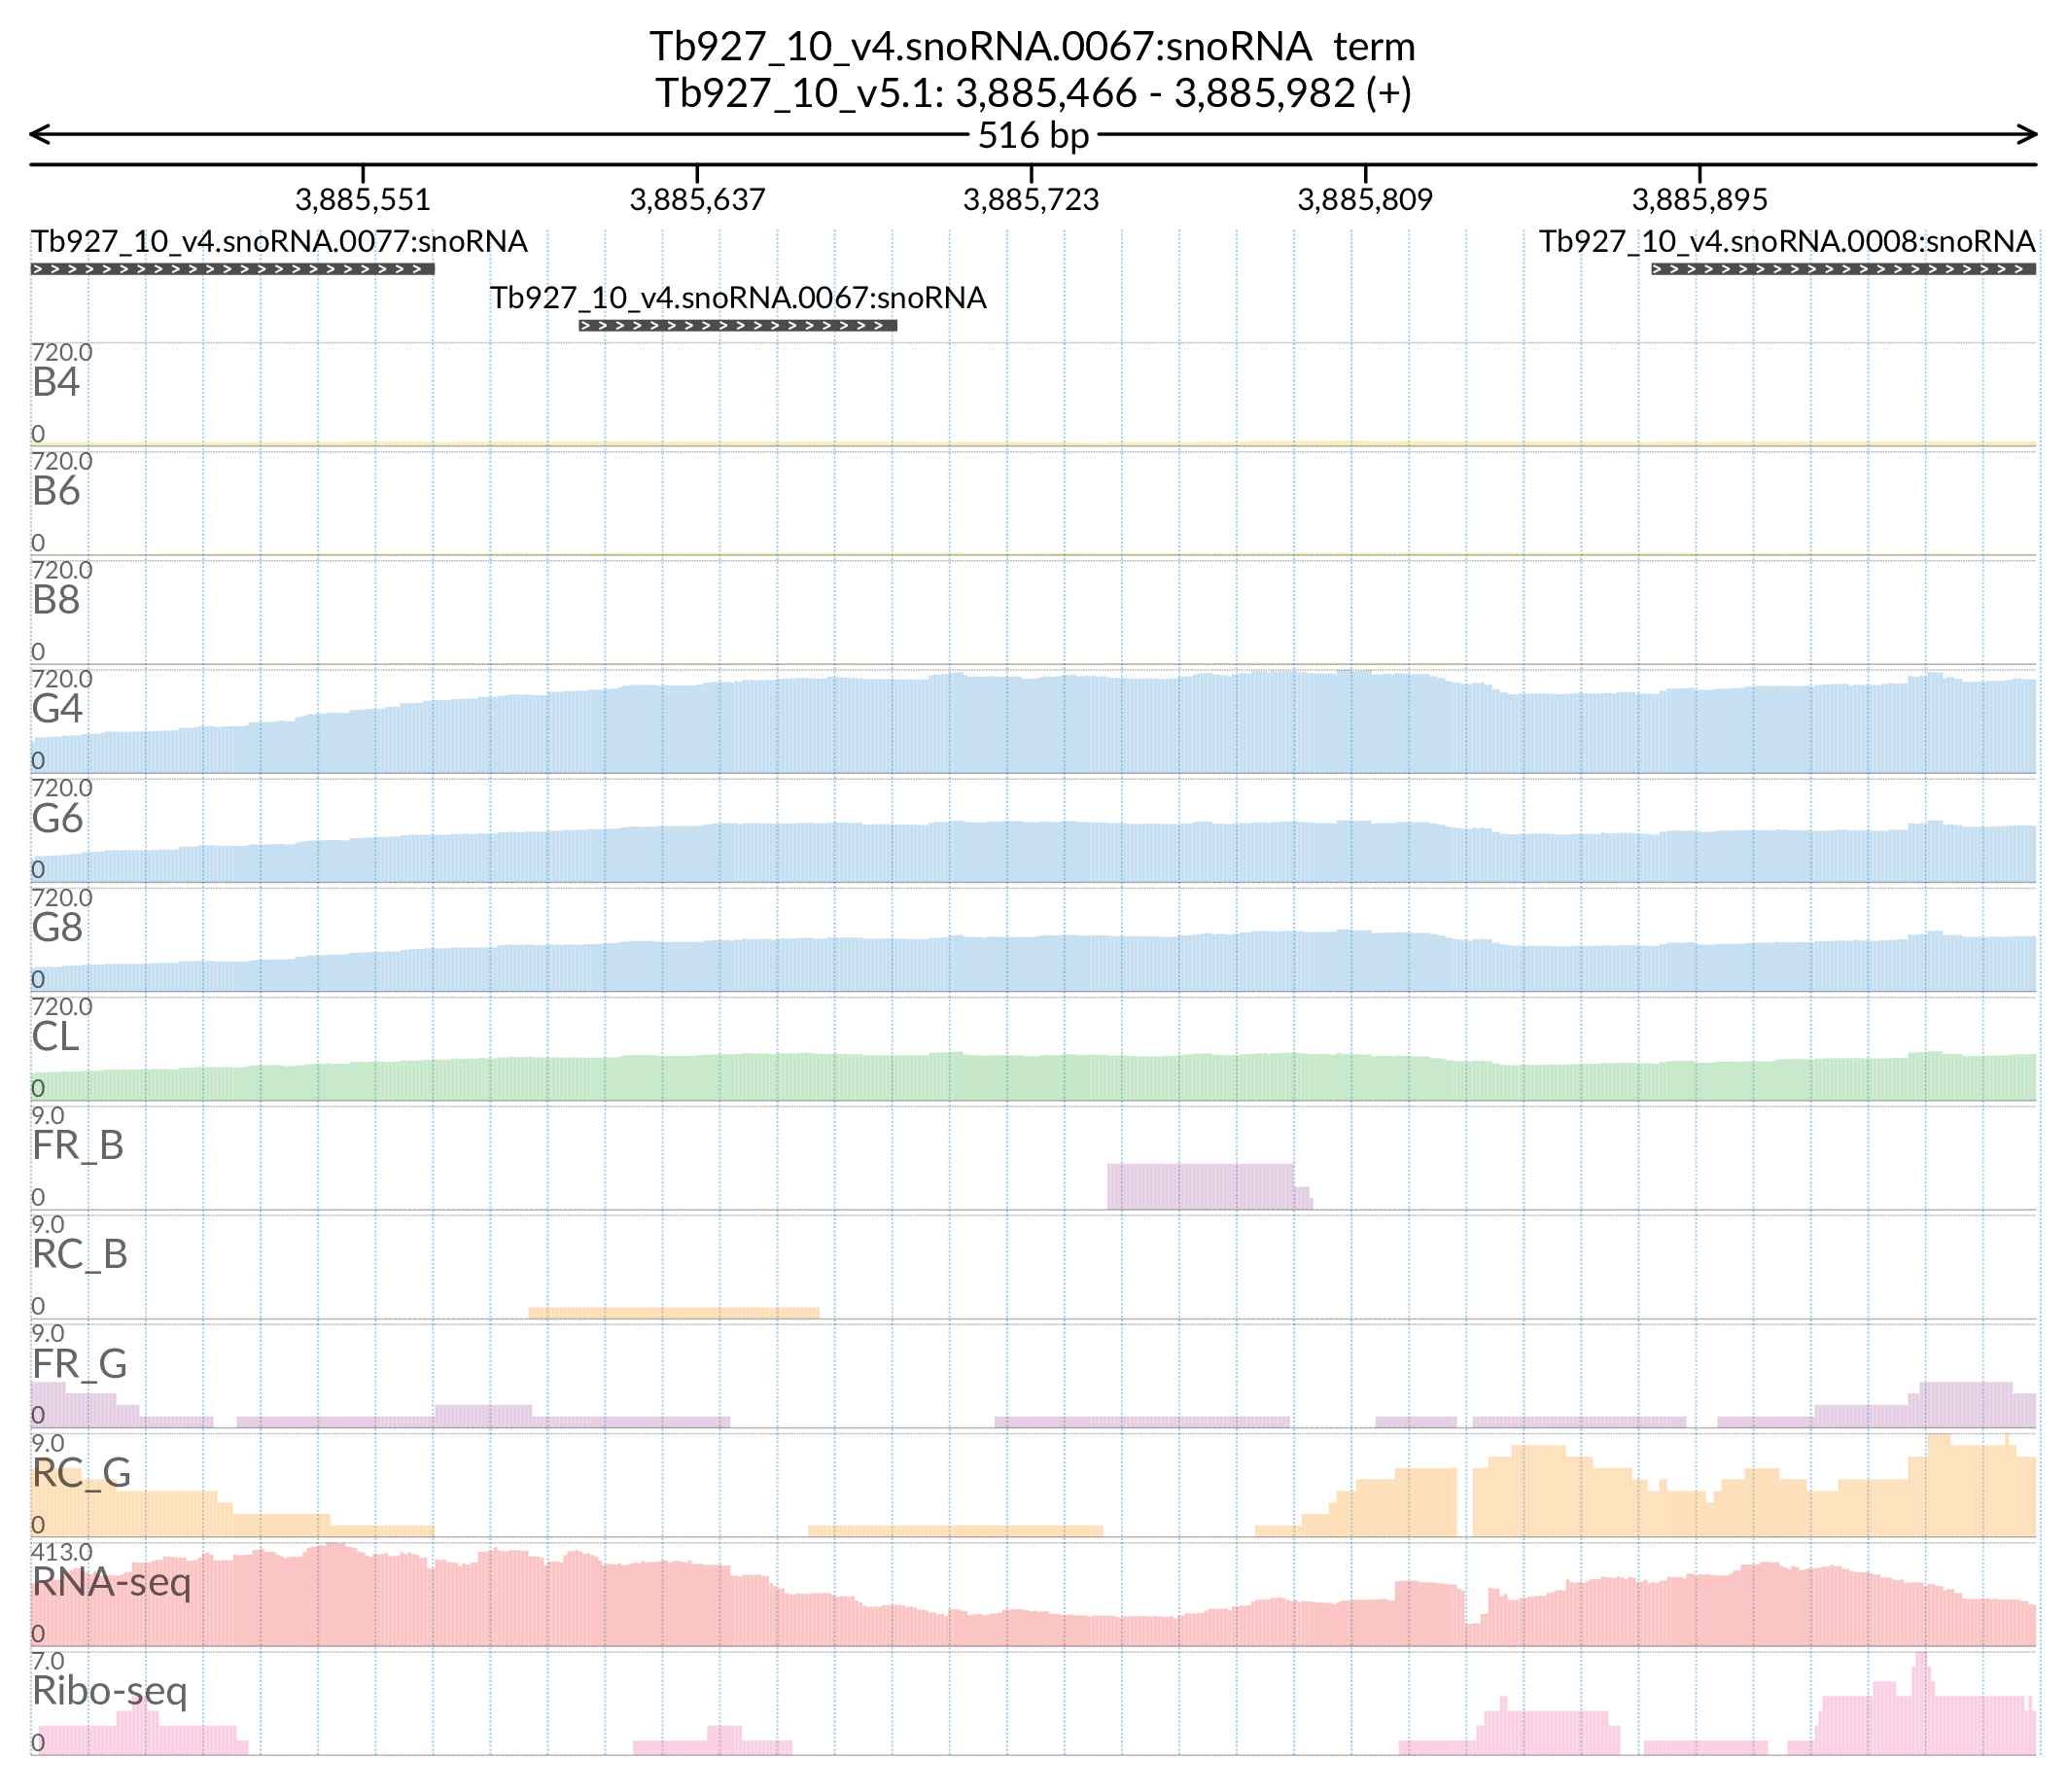 Tb927_10_v4.snoRNA.0067:snoRNA  term
Tb927_10_v5.1: 3,885,466 - 3,885,982 (+)
516 bp
3,885,551 3,885,637 3,885,723 3,885,809 3,885,895
Tb927_10_v4.snoRNA.0077:snoRNA Tb927_10_v4.snoRNA.0008:snoRNA
Tb927_10_v4.snoRNA.0067:snoRNA
720.0
B4
0
720.0
B6
0
720.0
B8
0
720.0
G4
0
720.0
G6
0
720.0
G8
0
720.0
CL
0
9.0
FR_B
0
9.0
RC_B
0
9.0
FR_G
0
9.0
RC_G
0
413.0
RNA-seq
0
7.0
Ribo-seq
0